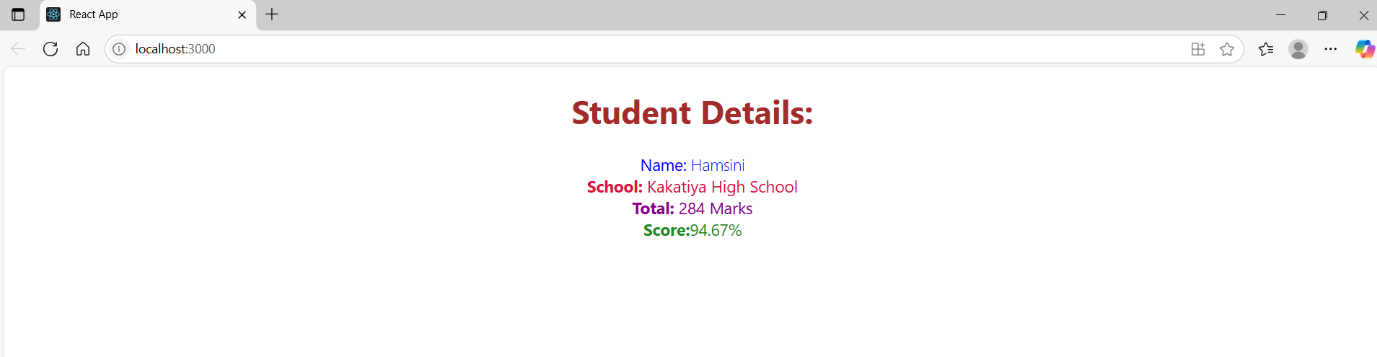 React App
localhost:3000
Student Details:
Name: Hamsini
School: Kakatiya High School
Total: 284 Marks
Score:94.67%